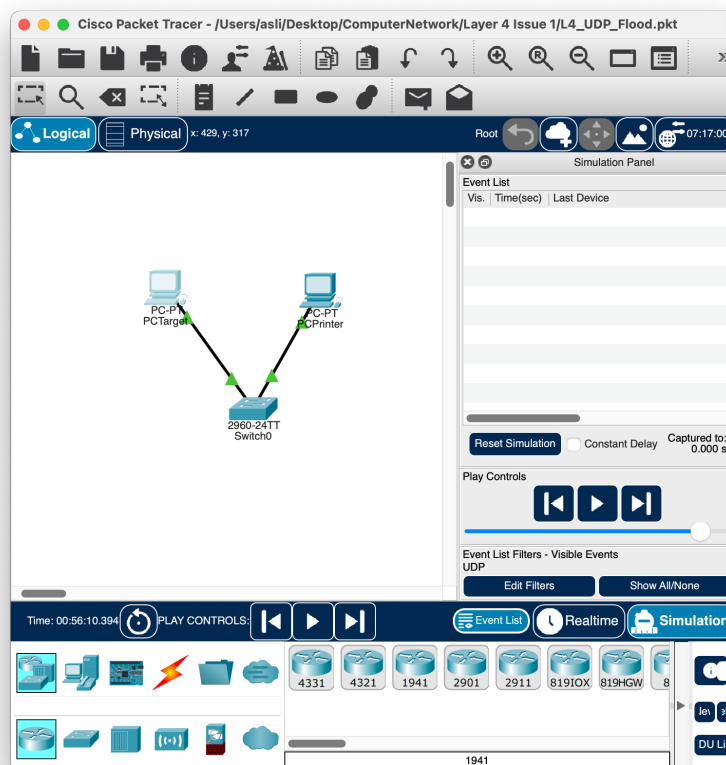 Cisco Packet Tracer - /Users/asli/Desktop/ComputerNetwork/Layer 4 Issue 1/L4_UDP_Flood.pkt
Logical
Physical
x: 429, y: 317
Root
07:17:00
Simulation Panel
Event List
Vis. Time(sec) Last Device
PC-PT
PCTarget
PC-PT
PCPrinter
2960-24TT
Switch0
Reset Simulation
Constant Delay
Captured to:
0.000 s
Play Controls
Event List Filters - Visible Events
UDP
Edit Filters
Show All/None
Time: 00:56:10.394
PLAY CONTROLS:
Event List
Realtime
Simulation
4331
4321
1941
2901
2911
819IOX
819HGW
8
1941
DU Li